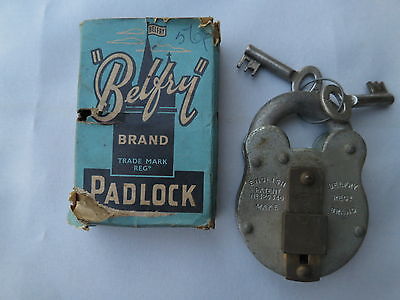 BELFRY
"Belfry"
BRAND
TRADE MARK
REGD
PADLOCK
ENGLISH
PATENT
MAKE
BELFRY
REGD
BRAND